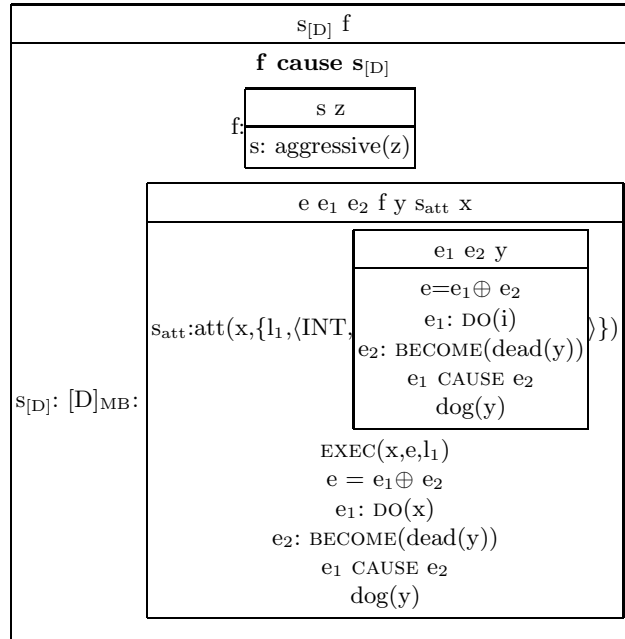 s[D] f
f cause s[D]
f:
s z
s: aggressive(z)
s[D]: [D]MB:
e e1 e2 f y satt x
satt:att(x,{l1,⟨INT,
e1 e2 y
e=e1⊕ e2
e1: DO(i)
e2: BECOME(dead(y))
e1 CAUSE e2
dog(y)
⟩})
EXEC(x,e,l1)
e = e1⊕ e2
e1: DO(x)
e2: BECOME(dead(y))
e1 CAUSE e2
dog(y)